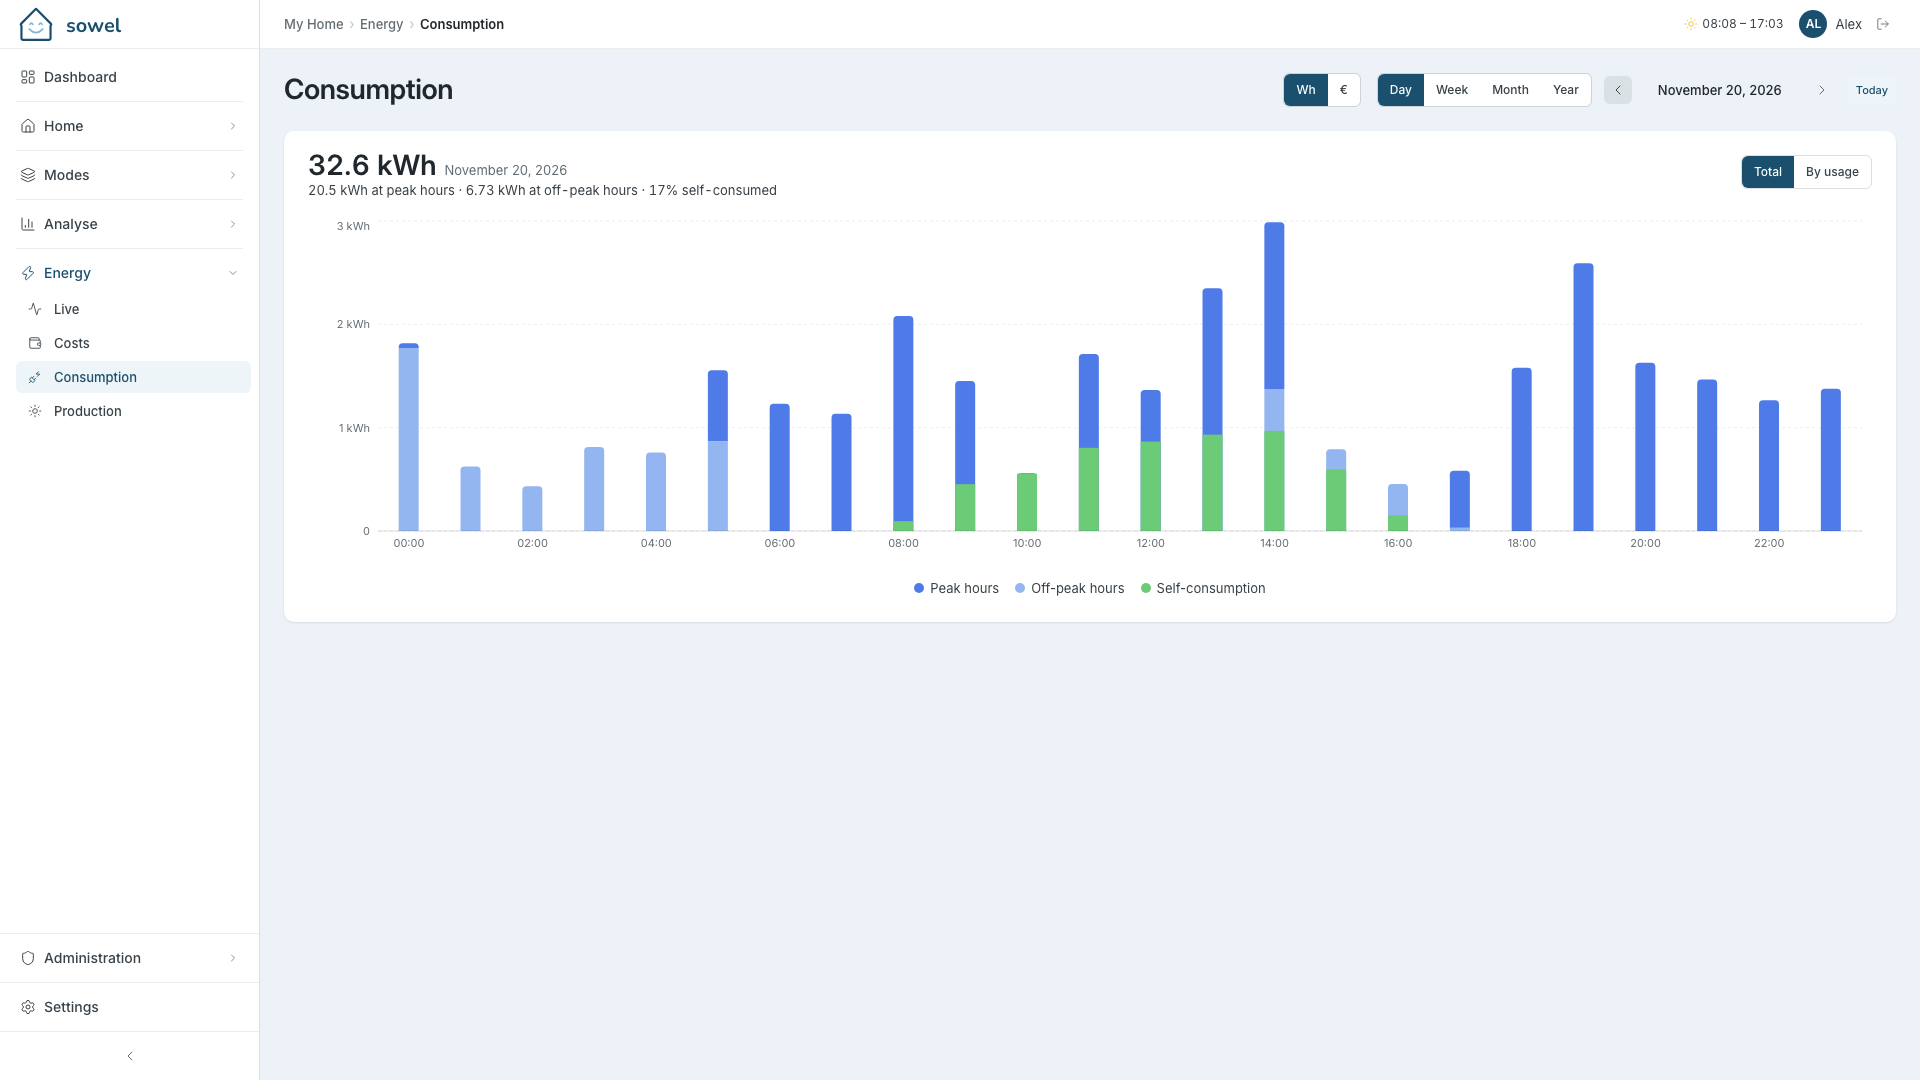 sowel
My Home › Energy › Consumption
08:08 – 17:03
AL
Alex
Dashboard
Home
Modes
Analyse
Energy
Live
Costs
Consumption
Production
Administration
Settings
Consumption
Wh
€
Day
Week
Month
Year
November 20, 2026
Today
32.6 kWh November 20, 2026
20.5 kWh at peak hours · 6.73 kWh at off-peak hours · 17% self-consumed
Total
By usage
3 kWh
2 kWh
1 kWh
0
00:00 02:00 04:00 06:00 08:00 10:00 12:00 14:00 16:00 18:00 20:00 22:00
Peak hours Off-peak hours Self-consumption